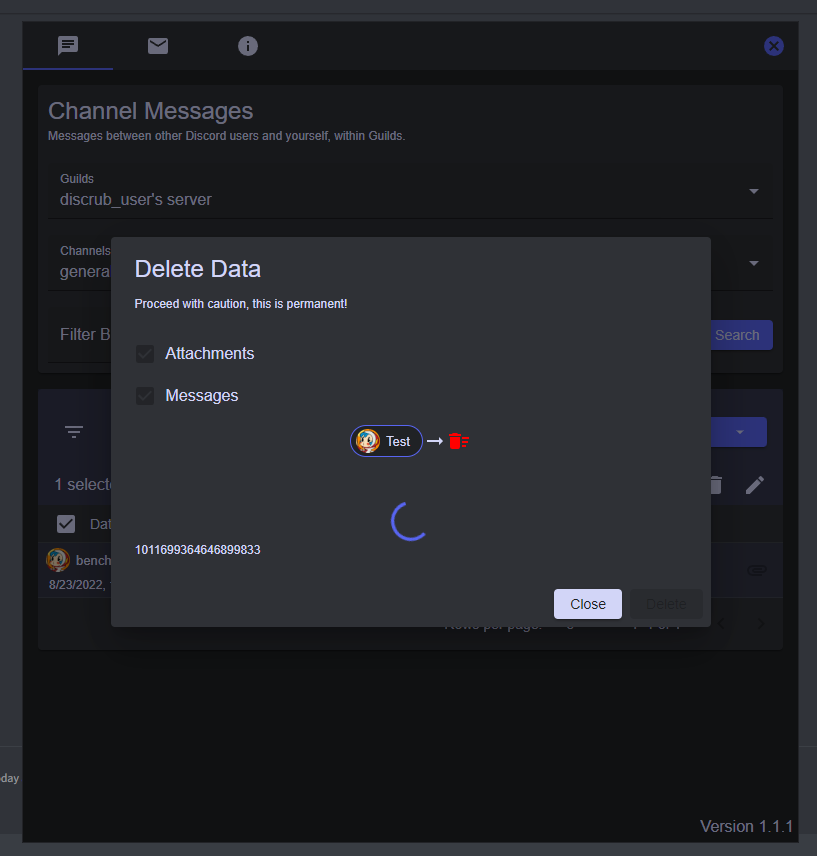 Channel Messages
Messages between other Discord users and yourself, within Guilds.
Guilds
discrub_user's server
Channels
genera
Filter B
Search
Delete Data
Proceed with caution, this is permanent!
Attachments
Messages
Test
1 selecte
Dat
bench
8/23/2022,
1011699364646899833
Close
Delete
Rows per page:
day
Version 1.1.1